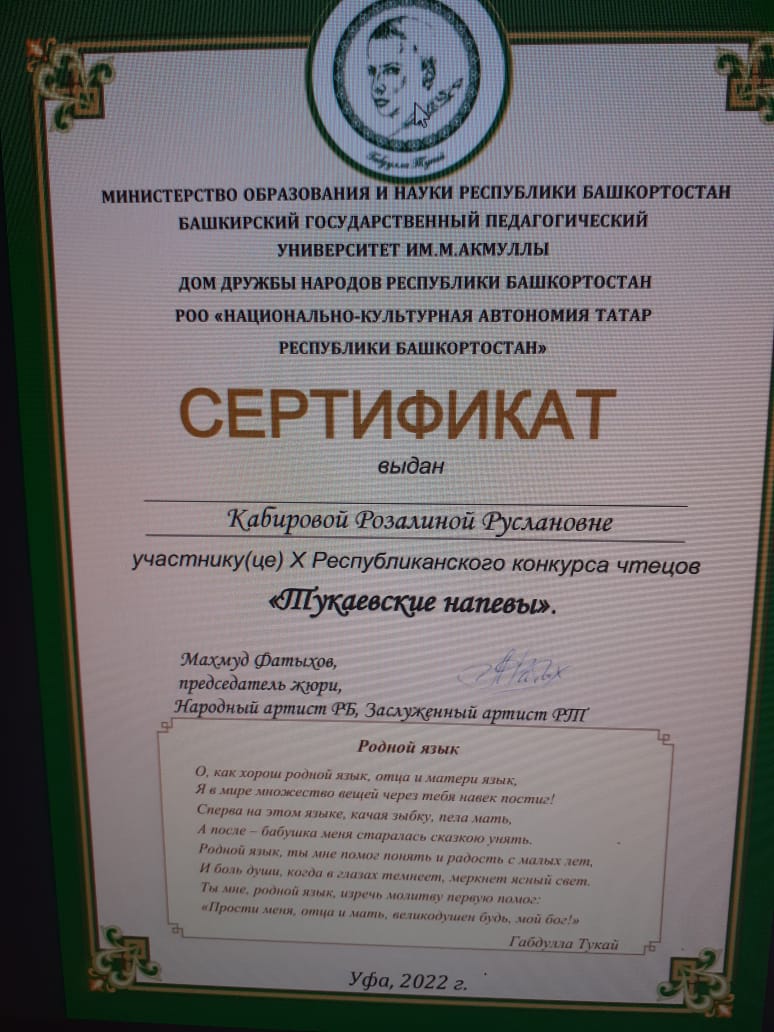 Габдулла Тукай
МИНИСТЕРСТВО ОБРАЗОВАНИЯ И НАУКИ РЕСПУБЛИКИ БАШКОРТОСТАН
БАШКИРСКИЙ ГОСУДАРСТВЕННЫЙ ПЕДАГОГИЧЕСКИЙ
УНИВЕРСИТЕТ ИМ.М.АКМУЛЛЫ
ДОМ ДРУЖБЫ НАРОДОВ РЕСПУБЛИКИ БАШКОРТОСТАН
РОО «НАЦИОНАЛЬНО-КУЛЬТУРНАЯ АВТОНОМИЯ ТАТАР
РЕСПУБЛИКИ БАШКОРТОСТАН»
СЕРТИФИКАТ
выдан
Кабировой Розалиной Руслановне
участнику(це) X Республиканского конкурса чтецов
«Тукаевские напевы».
Махмуд Фатыхов,
председатель жюри,
Народный артист РБ, Заслуженный артист РТ
Родной язык
О, как хорош родной язык, отца и матери язык,
Я в мире множество вещей через тебя навек постиг!
Сперва на этом языке, качая зыбку, пела мать,
А после – бабушка меня старалась сказкою унять.
Родной язык, ты мне помог понять и радость с малых лет,
И боль души, когда в глазах темнеет, меркнет ясный свет.
Ты мне, родной язык, изречь молитву первую помог:
«Прости меня, отца и мать, великодушен будь, мой бог!»
Габдулла Тукай
Уфа, 2022 г.